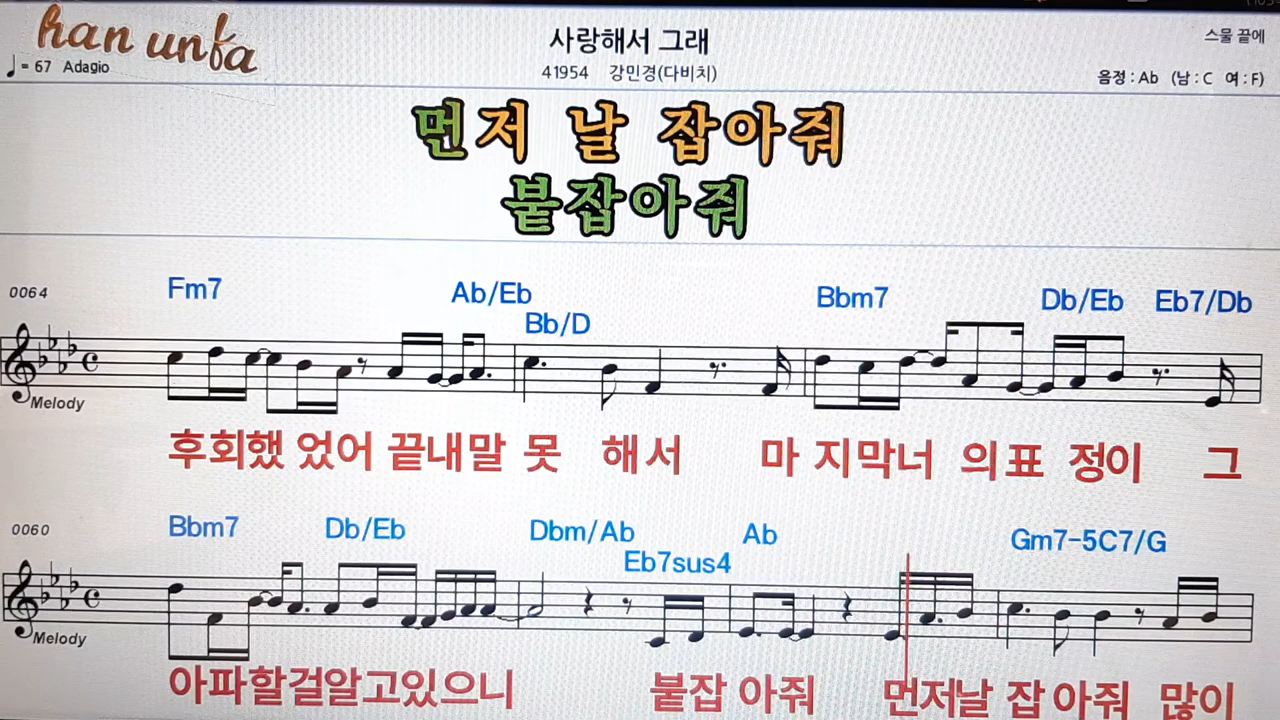 han unfa
사랑해서 그래
스물 끝에
♩= 67 Adagio
41954 강민경(다비치)
음정 : Ab (남 : C 여 : F)
먼저 날 잡아줘
붙잡아줘
0064 Fm7 Ab/Eb Bb/D Bbm7 Db/Eb Eb7/Db
Melody
후회했 었어 끝내말 못 해서 마 지막너 의표 정이 그
0060 Bbm7 Db/Eb Dbm/Ab Eb7sus4 Ab Gm7-5C7/G
Melody
아파할걸알고있으니 붙잡 아줘 먼저날 잡아줘 많이